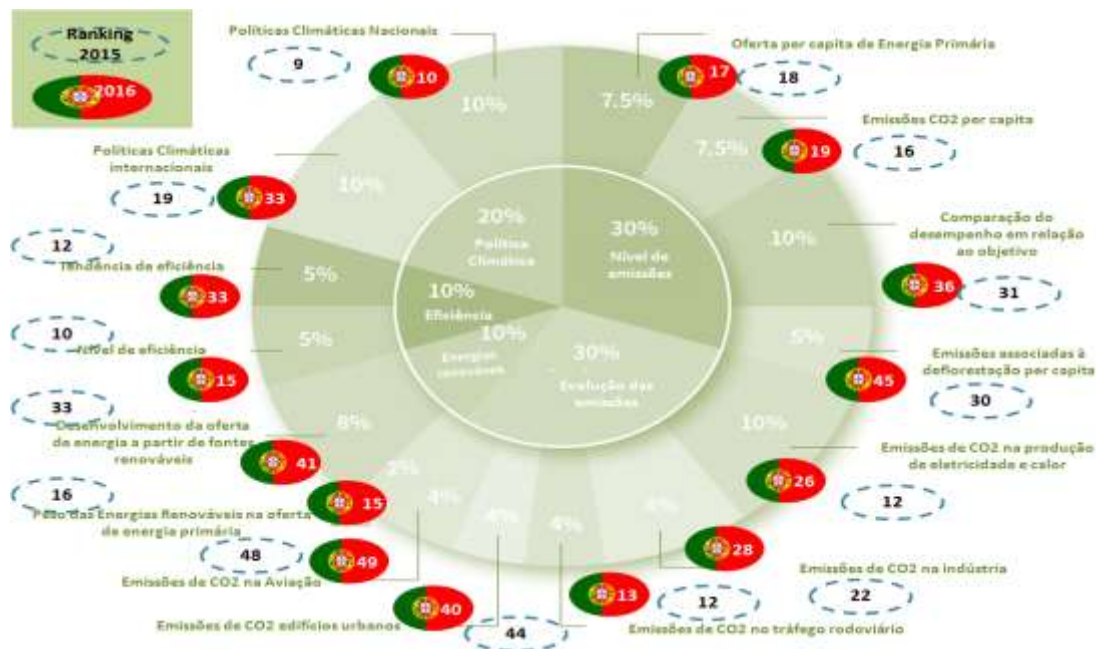 Ranking
2015
2016
Políticas Climáticas Nacionais
9
10
10%
Oferta per capita de Energia Primária
17
18
7.5%
Emissões CO2 per capita
19
16
7.5%
Políticas Climáticas
internacionais
19
33
10%
20%
Política
Climática
30%
Nível de
emissões
10%
Comparação do
desempenho em relação
ao objetivo
36
31
12
Tendência de eficiência
33
5%
10%
Eficiência
10%
Energias
renováveis
30%
Evolução das
emissões
5%
Emissões associadas à
deflorestação per capita
45
30
10
Nível de eficiência
15
5%
33
Desenvolvimento da oferta
de energia a partir de fontes
renováveis
41
8%
10%
Emissões de CO2 na produção
de eletricidade e calor
26
12
16
Peso das Energias Renováveis na oferta
de energia primária
15
2%
48
49
Emissões de CO2 na Aviação
4%
4%
4%
4%
28
Emissões de CO2 na indústria
22
40
Emissões de CO2 edifícios urbanos
44
13
12
Emissões de CO2 no tráfego rodoviário